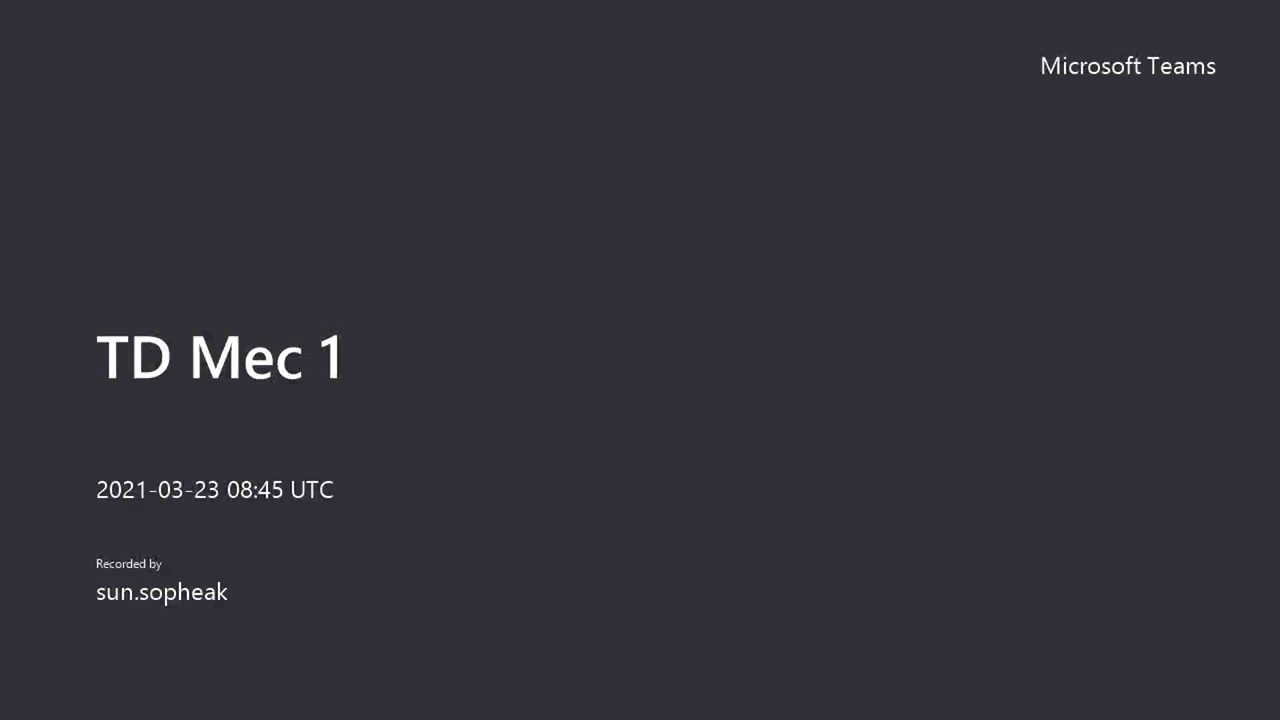 Microsoft Teams
TD Mec 1
2021-03-23 08:45 UTC
Recorded by
sun.sopheak